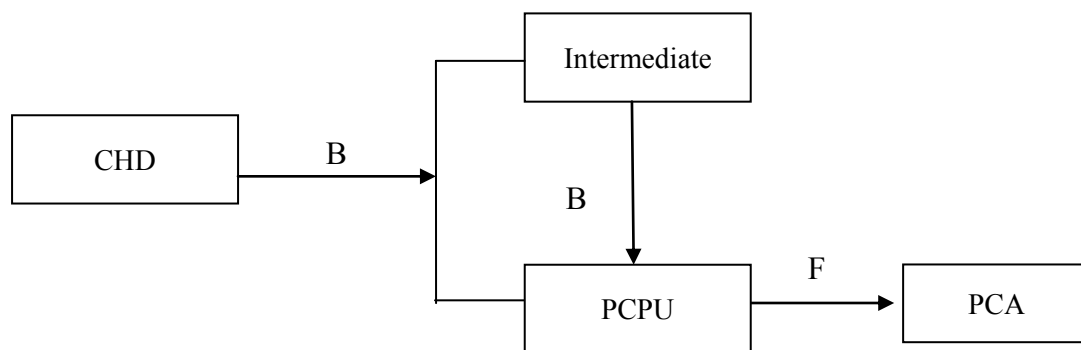 Intermediate
CHD
B
B
PCPU
F
PCA